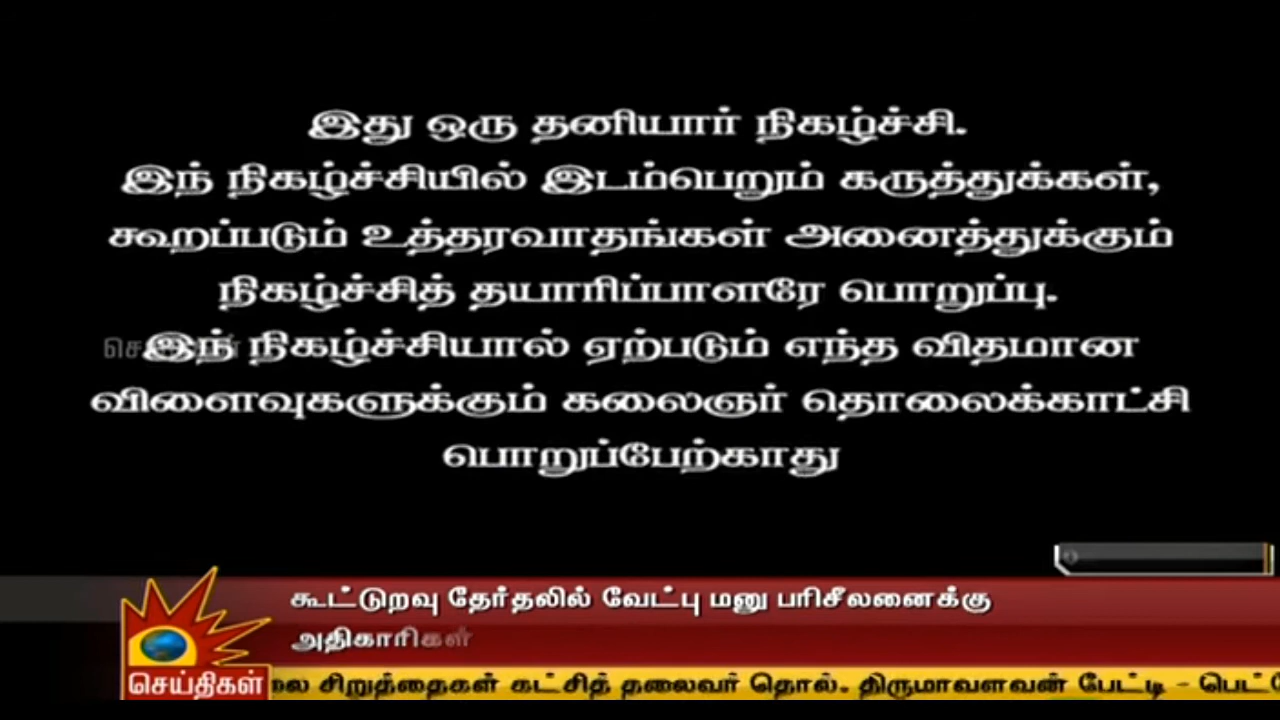 இது ஒரு தனியார் நிகழ்ச்சி.
இந் நிகழ்ச்சியில் இடம்பெறும் கருத்துக்கள்,
கூறப்படும் உத்தரவாதங்கள் அனைத்துக்கும்
நிகழ்ச்சித் தயாரிப்பாளரே பொறுப்பு.
இந் நிகழ்ச்சியால் ஏற்படும் எந்த விதமான
விளைவுகளுக்கும் கலைஞர் தொலைக்காட்சி
பொறுப்பேற்காது
கூட்டுறவு தேர்தலில் வேட்பு மனு பரிசீலனைக்கு
அதிகாரிகள்
செய்திகள்
சிறுத்தைகள் கட்சித் தலைவர் தொல். திருமாவளவன் பேட்டி -